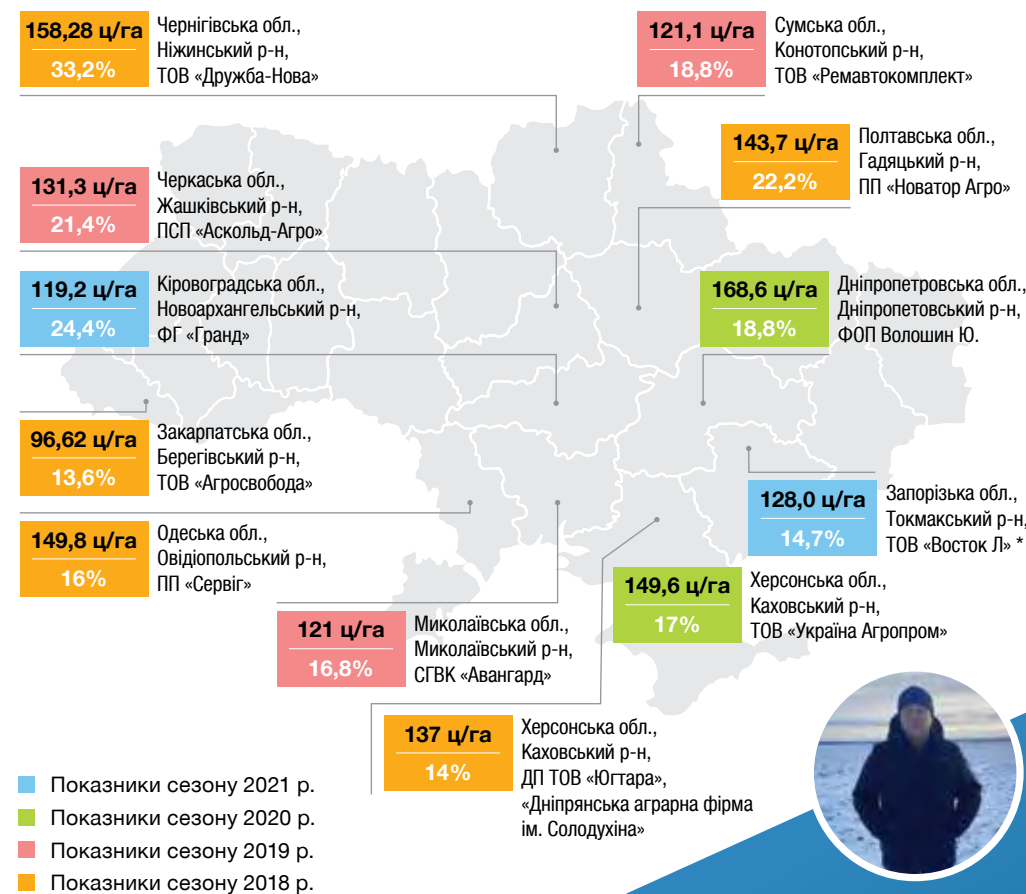 158,28 ц/га
33,2%
Чернігівська обл.,
Ніжинський р-н,
ТОВ «Дружба-Нова»
121,1 ц/га
18,8%
Сумська обл.,
Конотопський р-н,
ТОВ «Ремавтокомплект»
143,7 ц/га
22,2%
Полтавська обл.,
Гадяцький р-н,
ПП «Новатор Агро»
131,3 ц/га
21,4%
Черкаська обл.,
Жашківський р-н,
ПСП «Аскольд-Агро»
119,2 ц/га
24,4%
Кіровоградська обл.,
Новоархангельський р-н,
ФГ «Гранд»
168,6 ц/га
18,8%
Дніпропетровська обл.,
Дніпропетовський р-н,
ФОП Волошин Ю.
96,62 ц/га
13,6%
Закарпатська обл.,
Берегівський р-н,
ТОВ «Агросвобода»
128,0 ц/га
14,7%
Запорізька обл.,
Токмакський р-н,
ТОВ «Восток Л» *
149,8 ц/га
16%
Одеська обл.,
Овідіопольський р-н,
ПП «Сервіг»
149,6 ц/га
17%
Херсонська обл.,
Каховський р-н,
ТОВ «Україна Агропром»
121 ц/га
16,8%
Миколаївська обл.,
Миколаївський р-н,
СГВК «Авангард»
137 ц/га
14%
Херсонська обл.,
Каховський р-н,
ДП ТОВ «Югтара»,
«Дніпрянська аграрна фірма
ім. Солодухіна»
Показники сезону 2021 р.
Показники сезону 2020 р.
Показники сезону 2019 р.
Показники сезону 2018 р.